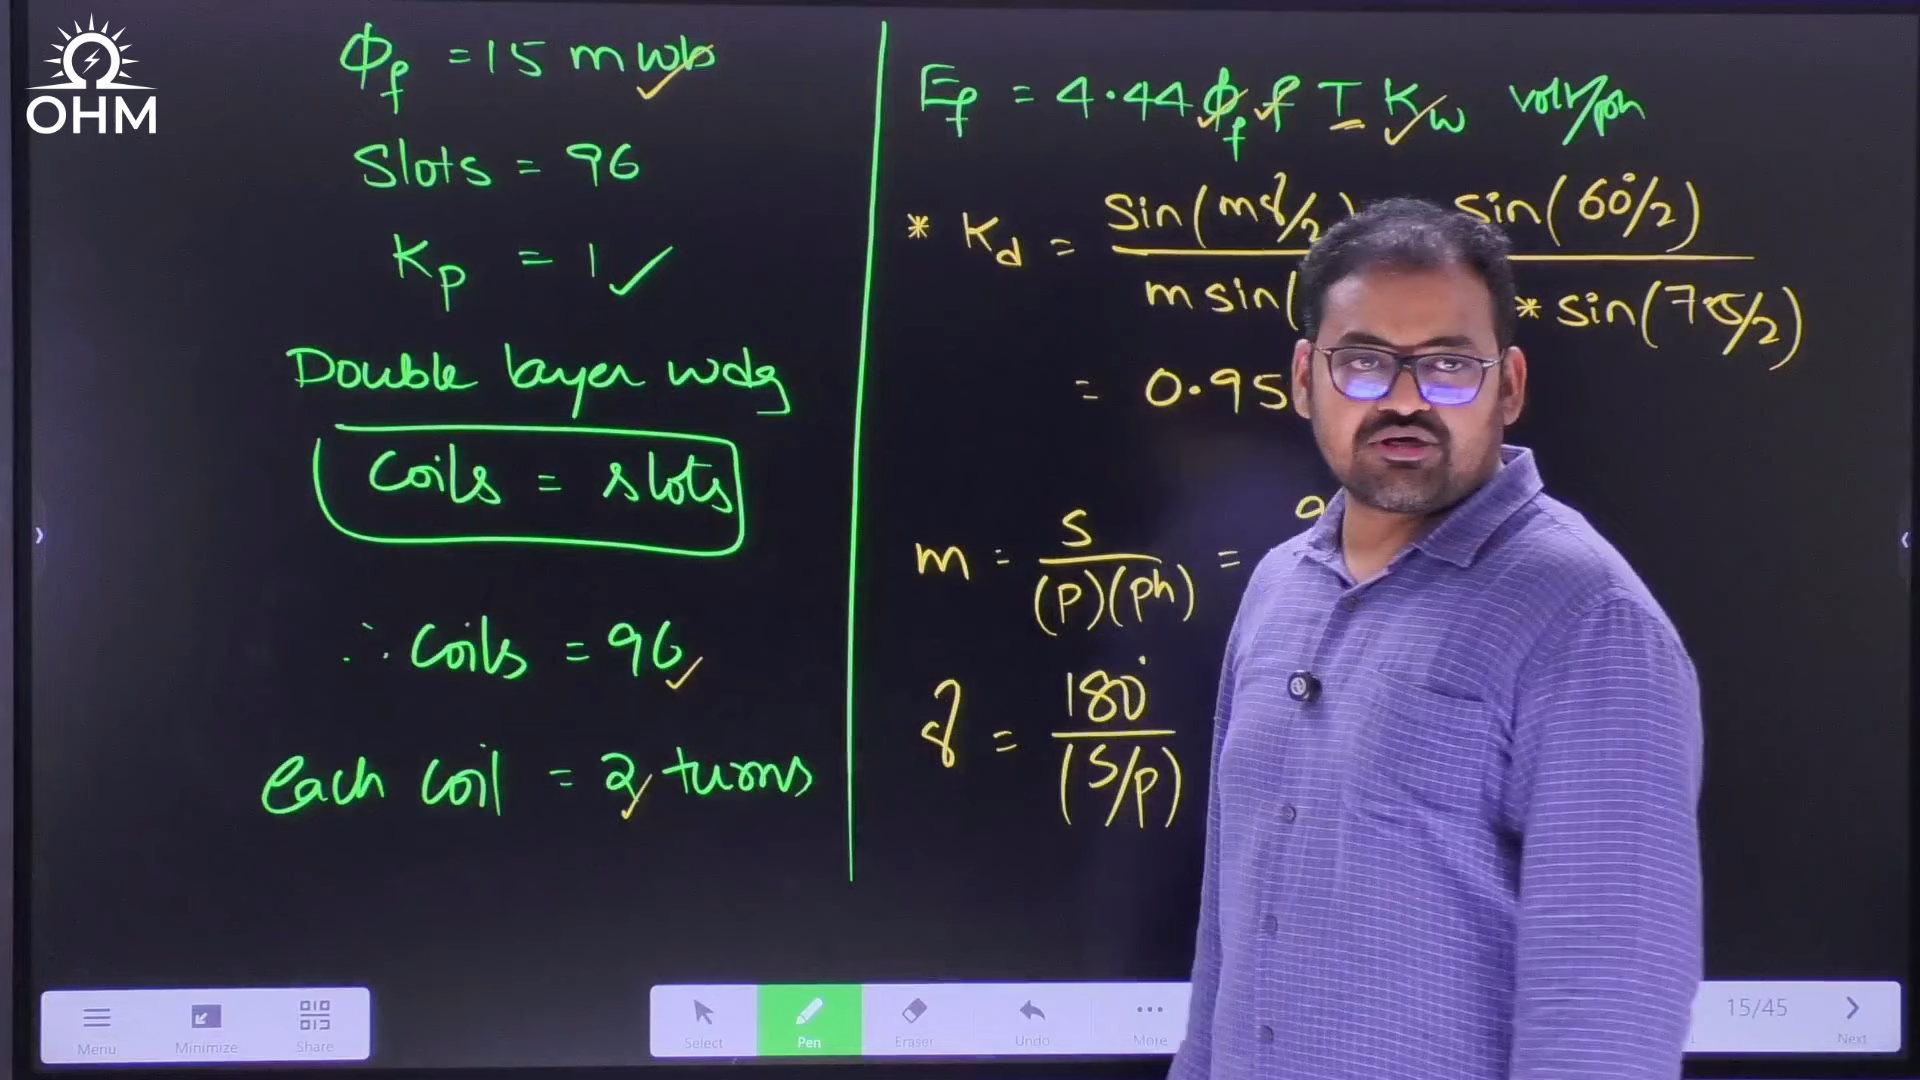 OHM
Φf = 15 m wb
Slots = 96
Kp = 1 ✓
Double layer wdg
Coils = slots
∴ Coils = 96
each coil = 2 turns
Ef = 4.44 Φf f T Kw volt/ph
* Kd = sin(mγ/2) sin(60°/2)
m sin( * sin(7.5/2)
= 0.95
m = S/(P)(Ph) = 9
γ = 180°/(S/P)
Menu Minimize Share Select Pen Eraser Undo More 15/45 Next